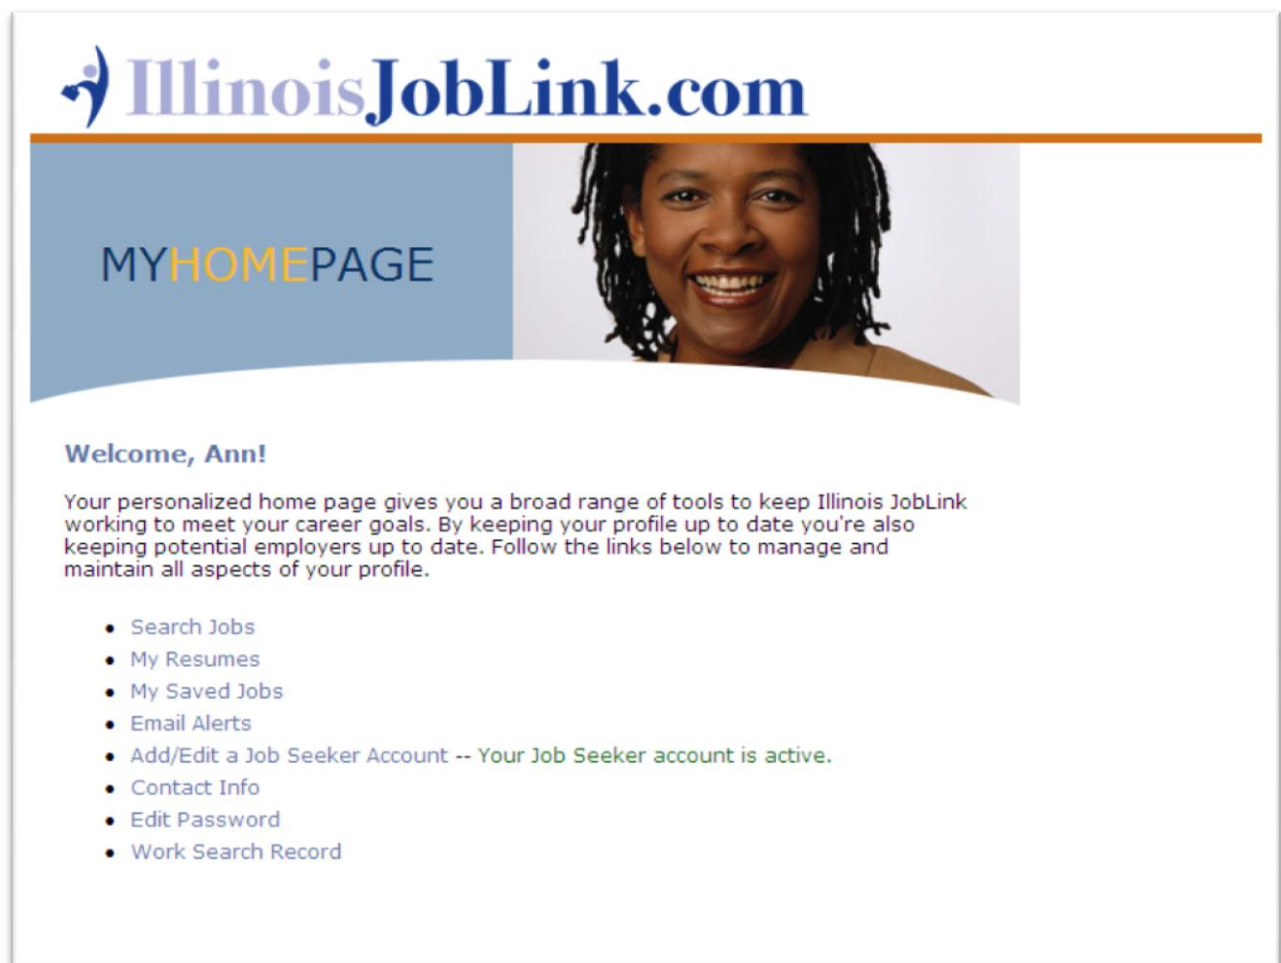 IllinoisJobLink.com
MYHOMEPAGE
Welcome, Ann!
Your personalized home page gives you a broad range of tools to keep Illinois JobLink
working to meet your career goals. By keeping your profile up to date you're also
keeping potential employers up to date. Follow the links below to manage and
maintain all aspects of your profile.
• Search Jobs
• My Resumes
• My Saved Jobs
• Email Alerts
• Add/Edit a Job Seeker Account -- Your Job Seeker account is active.
• Contact Info
• Edit Password
• Work Search Record